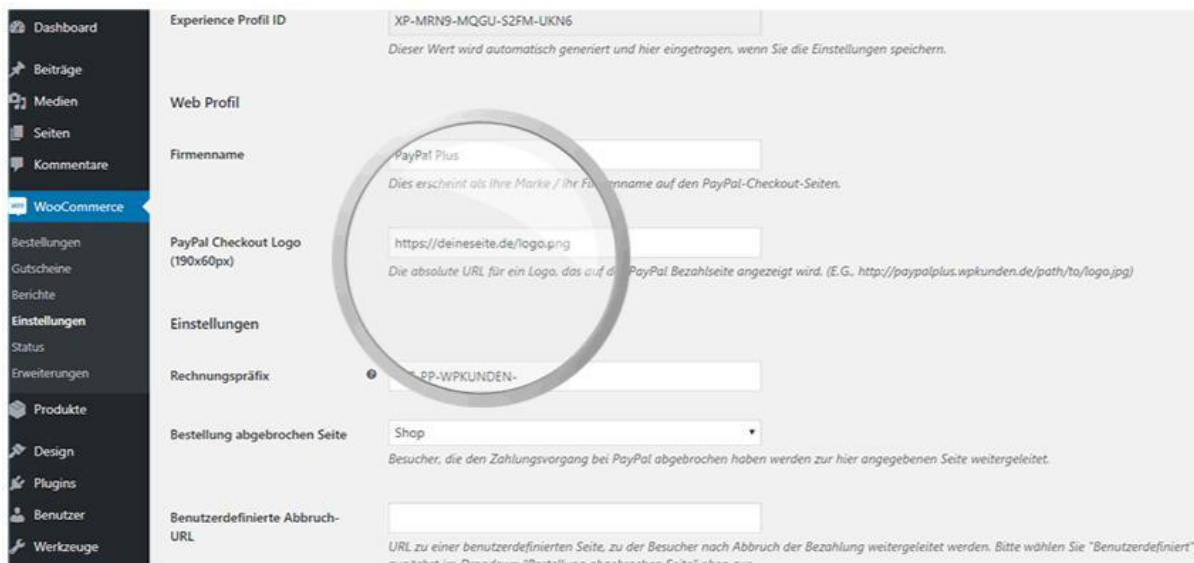 Dashboard
Beiträge
Medien
Seiten
Kommentare
WooCommerce
Bestellungen
Gutscheine
Berichte
Einstellungen
Status
Erweiterungen
Produkte
Design
Plugins
Benutzer
Werkzeuge
Experience Profil ID
XP-MRN9-MQGU-S2FM-UKN6
Dieser Wert wird automatisch generiert und hier eingetragen, wenn Sie die Einstellungen speichern.
Web Profil
Firmenname
PayPal Plus
Dies erscheint als Ihre Marke / Ihr Firmenname auf den PayPal-Checkout-Seiten.
PayPal Checkout Logo
(190x60px)
https://deineseite.de/logo.png
Die absolute URL für ein Logo, das auf der PayPal Bezahlseite angezeigt wird. (E.G., http://paypalplus.wpkunden.de/path/to/logo.jpg)
Einstellungen
Rechnungspräfix
PP-WPKUNDEN-
Bestellung abgebrochen Seite
Shop
Besucher, die den Zahlungsvorgang bei PayPal abgebrochen haben werden zur hier angegebenen Seite weitergeleitet.
Benutzerdefinierte Abbruch-
URL
URL zu einer benutzerdefinierten Seite, zu der Besucher nach Abbruch der Bezahlung weitergeleitet werden. Bitte wählen Sie "Benutzerdefiniert"